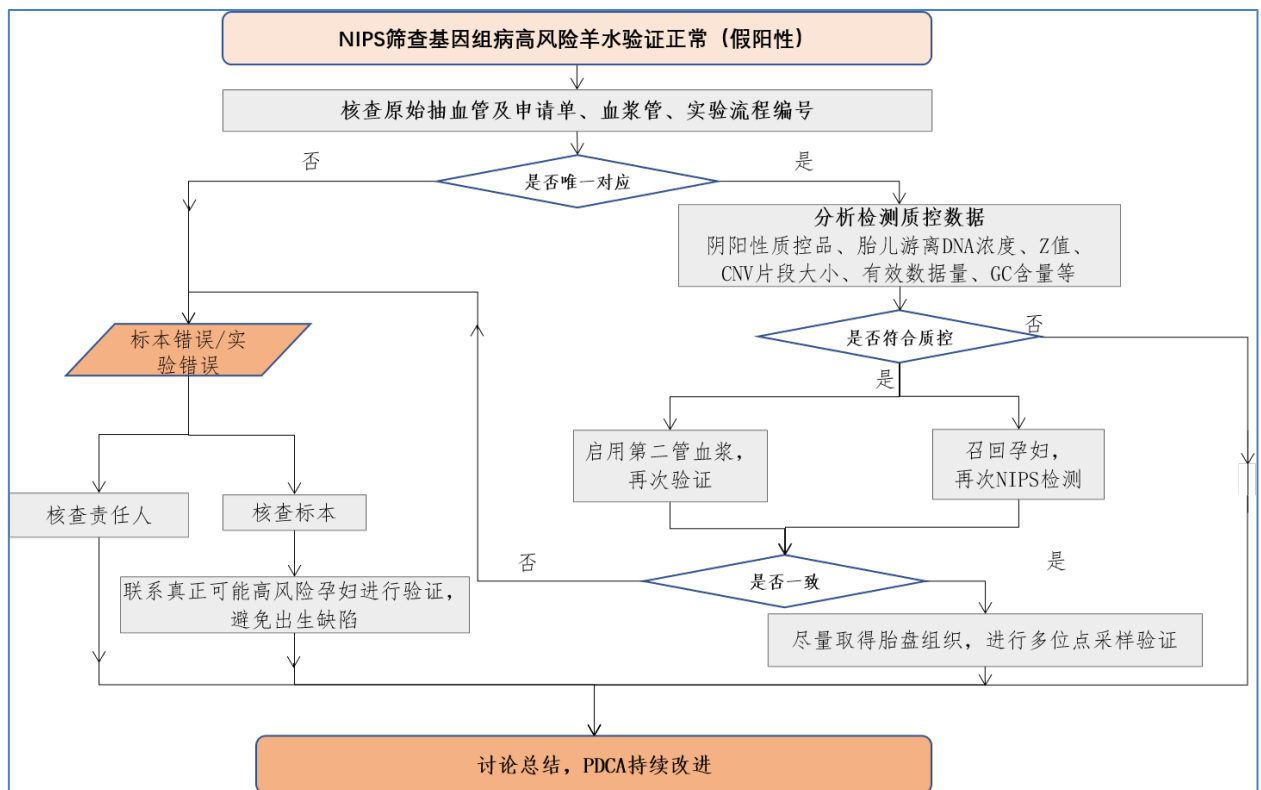 NIPS筛查基因组病高风险羊水验证正常（假阳性）
核查原始抽血管及申请单、血浆管、实验流程编号
否
是
是否唯一对应
分析检测质控数据
阴阳性质控品、胎儿游离DNA浓度、Z值、
CNV片段大小、有效数据量、GC含量等
标本错误/实
验错误
是否符合质控
否
是
启用第二管血浆，
再次验证
召回孕妇，
再次NIPS检测
核查责任人
核查标本
否
是否一致
是
联系真正可能高风险孕妇进行验证，
避免出生缺陷
尽量取得胎盘组织，进行多位点采样验证
讨论总结，PDCA持续改进